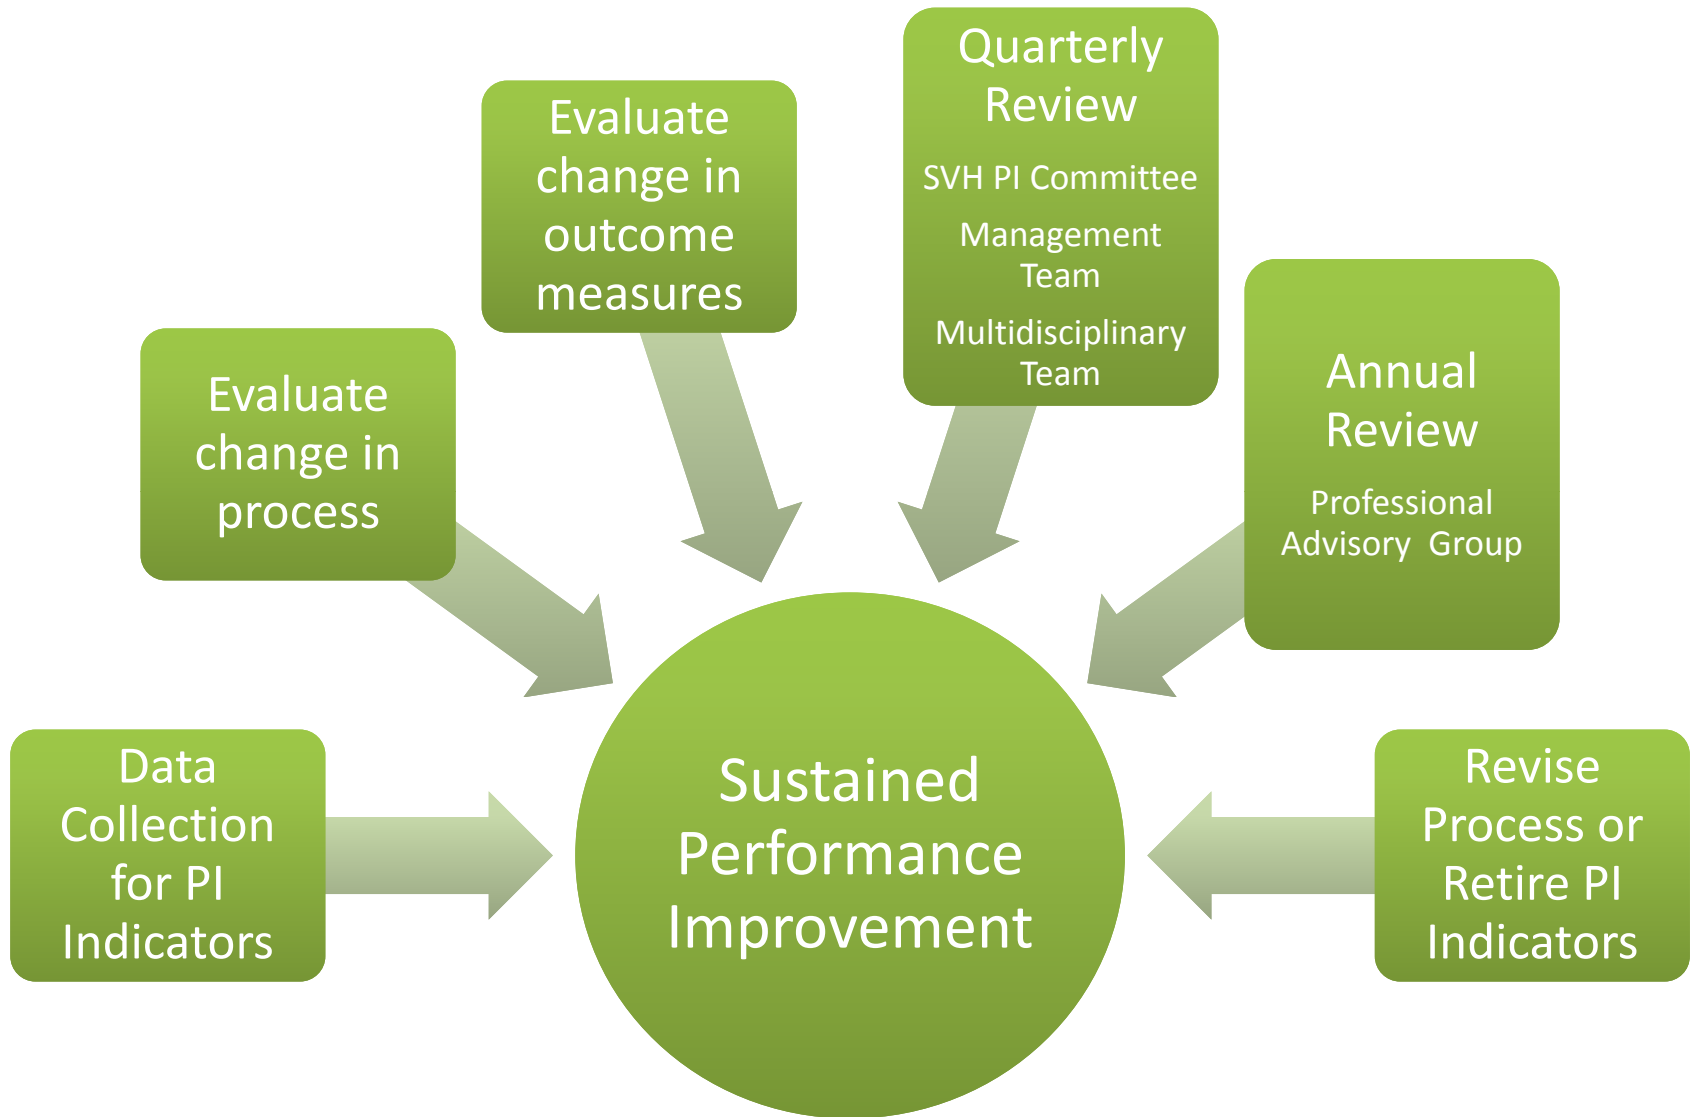 Data
Collection
for PI
Indicators
Evaluate
change in
process
Evaluate
change in
outcome
measures
Quarterly
Review
SVH PI Committee
Management
Team
Multidisciplinary
Team
Annual
Review
Professional
Advisory  Group
Revise
Process or
Retire PI
Indicators
Sustained
Performance
Improvement